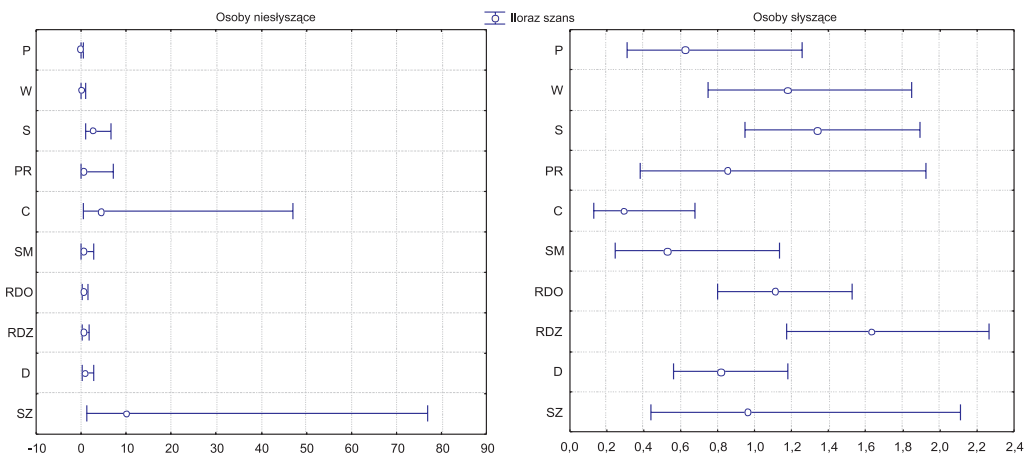 Osoby niesłyszące
Iloraz szans
Osoby słyszące
P
W
S
PR
C
SM
RDO
RDZ
D
SZ
-10 0 10 20 30 40 50 60 70 80 90
P
W
S
PR
C
SM
RDO
RDZ
D
SZ
0,0 0,2 0,4 0,6 0,8 1,0 1,2 1,4 1,6 1,8 2,0 2,2 2,4